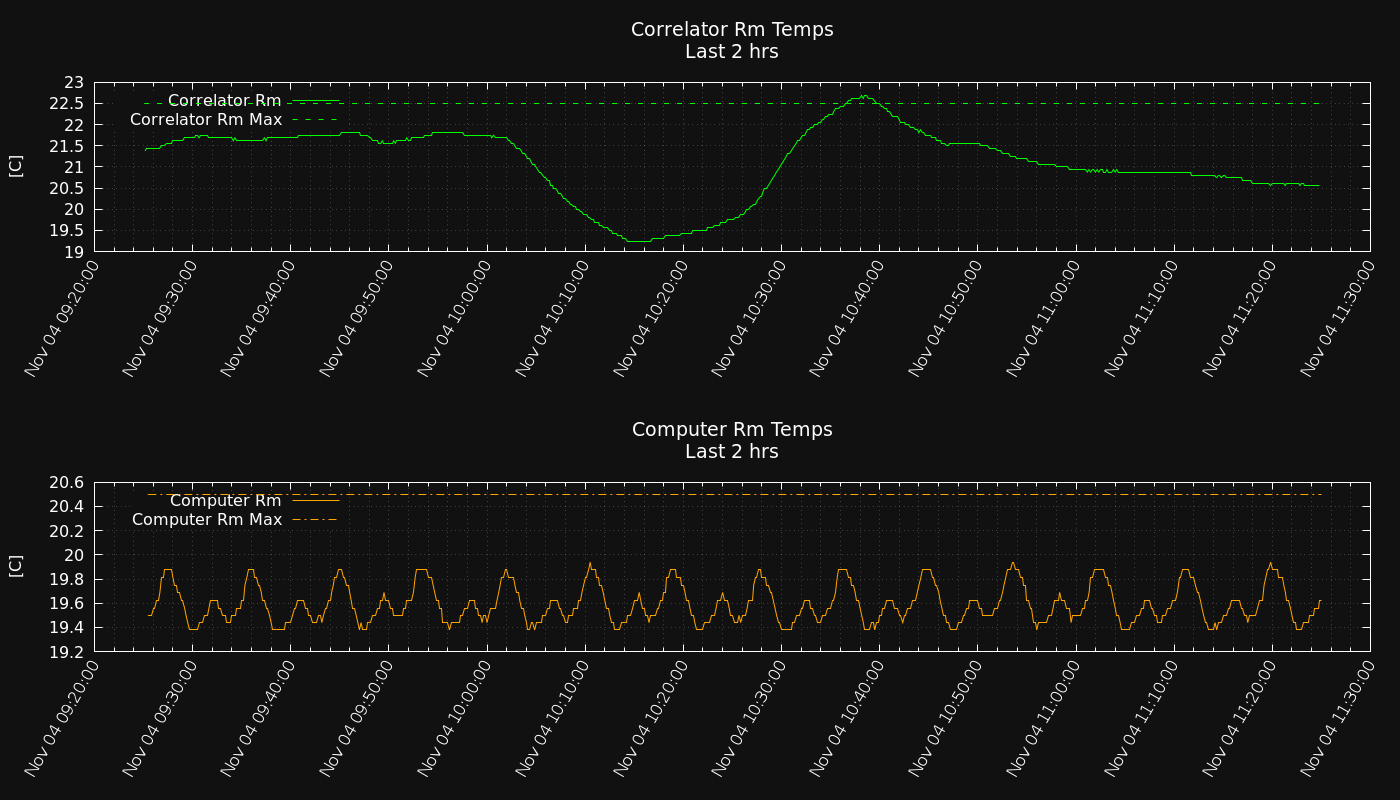 Correlator Rm Temps
Last 2 hrs
23
22.5
22
21.5
21
20.5
20
19.5
19
[C]
Correlator Rm
Correlator Rm Max
Nov 04 09:20:00
Nov 04 09:30:00
Nov 04 09:40:00
Nov 04 09:50:00
Nov 04 10:00:00
Nov 04 10:10:00
Nov 04 10:20:00
Nov 04 10:30:00
Nov 04 10:40:00
Nov 04 10:50:00
Nov 04 11:00:00
Nov 04 11:10:00
Nov 04 11:20:00
Nov 04 11:30:00
Computer Rm Temps
Last 2 hrs
20.6
20.4
20.2
20
19.8
19.6
19.4
19.2
[C]
Computer Rm
Computer Rm Max
Nov 04 09:20:00
Nov 04 09:30:00
Nov 04 09:40:00
Nov 04 09:50:00
Nov 04 10:00:00
Nov 04 10:10:00
Nov 04 10:20:00
Nov 04 10:30:00
Nov 04 10:40:00
Nov 04 10:50:00
Nov 04 11:00:00
Nov 04 11:10:00
Nov 04 11:20:00
Nov 04 11:30:00